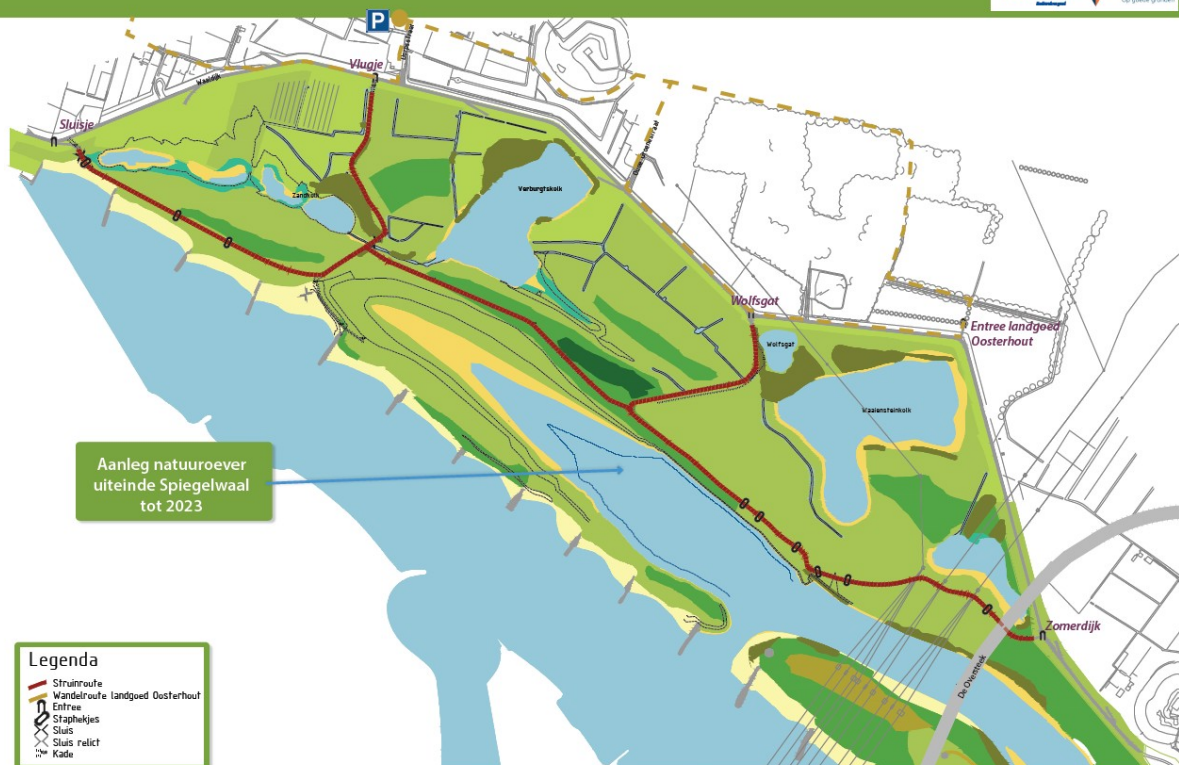 P
Vlugje
Waaldijk
Sluisje
Zandkolk
Verburgtskolk
Wolfsgat
Wolfsgat
Entree landgoed
Oosterhout
Waaiensteinkolk
Aanleg natuuroever
uiteinde Spiegelwaal
tot 2023
Zomerdijk
De Oversteek
Legenda
Struinroute
Wandelroute landgoed Oosterhout
Entree
Staphekjes
Sluis
Sluis relict
Kade